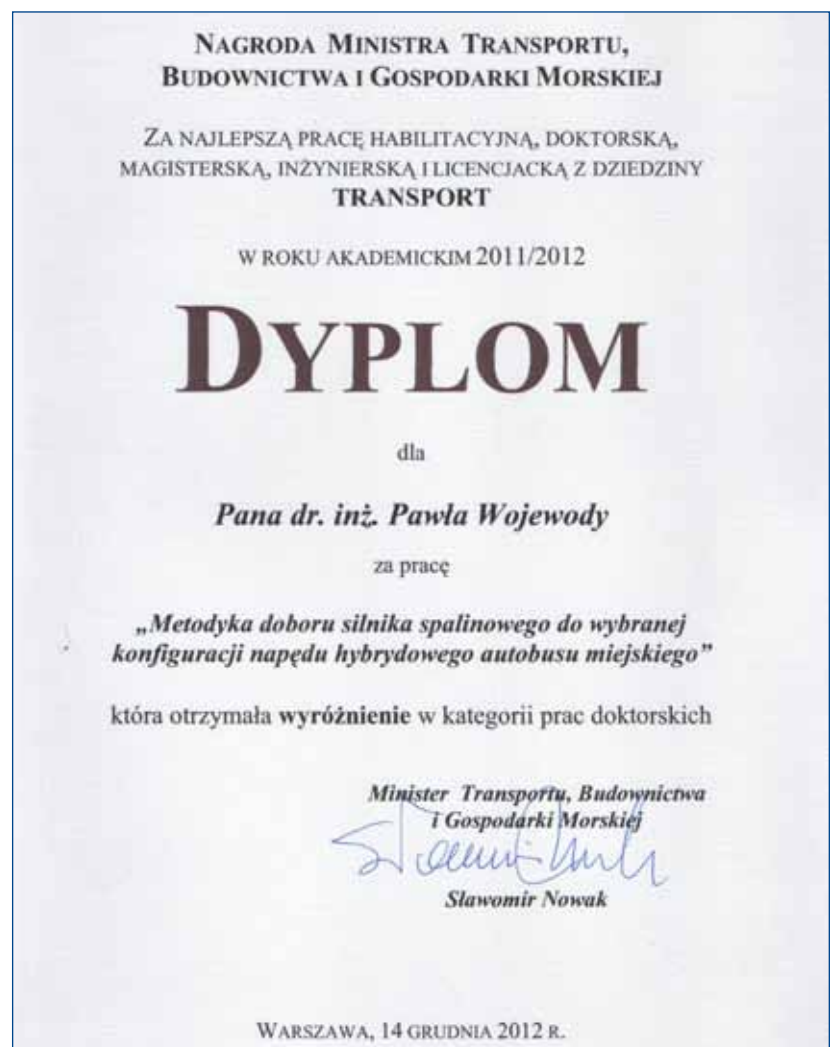 NAGRODA MINISTRA TRANSPORTU,
BUDOWNICTWA I GOSPODARKI MORSKIEJ
ZA NAJLEPSZĄ PRACĘ HABILITACYJNĄ, DOKTORSKĄ,
MAGISTERSKĄ, INŻYNIERSKĄ I LICENCJACKĄ Z DZIEDZINY
TRANSPORT
W ROKU AKADEMICKIM 2011/2012
DYPLOM
dla
Pana dr. inż. Pawła Wojewody
za pracę
„Metodyka doboru silnika spalinowego do wybranej
konfiguracji napędu hybrydowego autobusu miejskiego”
która otrzymała wyróżnienie w kategorii prac doktorskich
Minister Transportu, Budownictwa
i Gospodarki Morskiej
Sławomir Nowak
WARSZAWA, 14 GRUDNIA 2012 R.